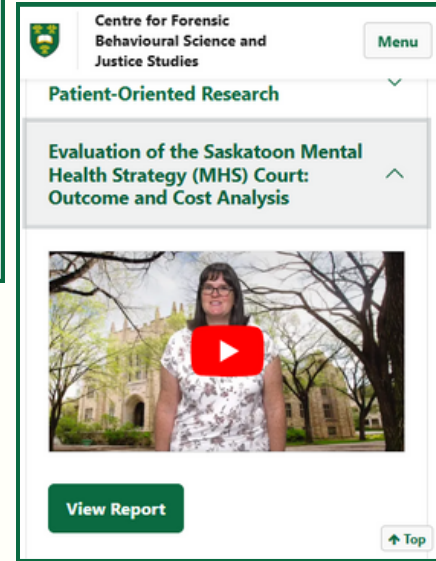 Centre for Forensic
Behavioural Science and
Justice Studies
Menu
Patient-Oriented Research
Evaluation of the Saskatoon Mental
Health Strategy (MHS) Court:
Outcome and Cost Analysis
View Report
Top